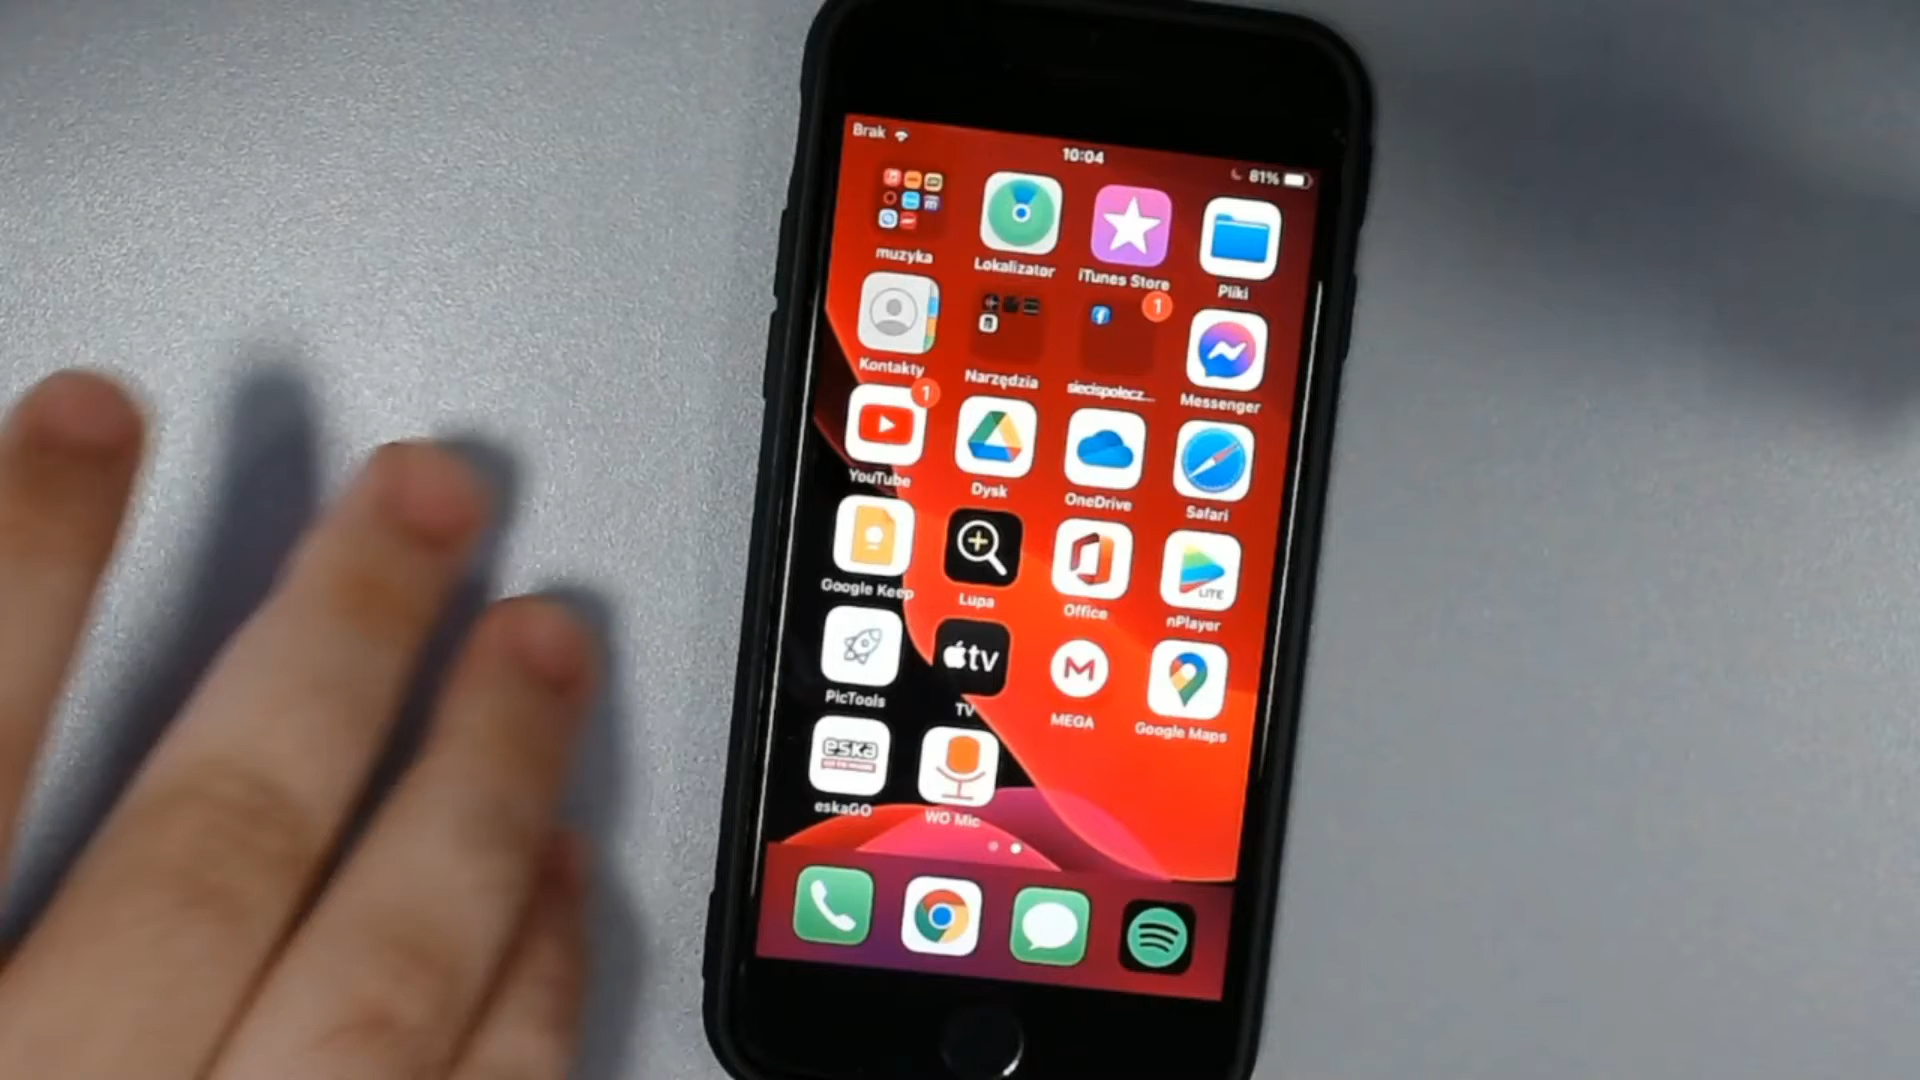 Brak
10:04
81%
muzyka
Lokalizator
iTunes Store
Pliki
Kontakty
Narzędzia
1
siecispołecz...
Messenger
1
YouTube
Dysk
OneDrive
Safari
Google Keep
Lupa
Office
LITE
nPlayer
PicTools
tv
TV
M
MEGA
Google Maps
eska
eskaGO
WO Mic